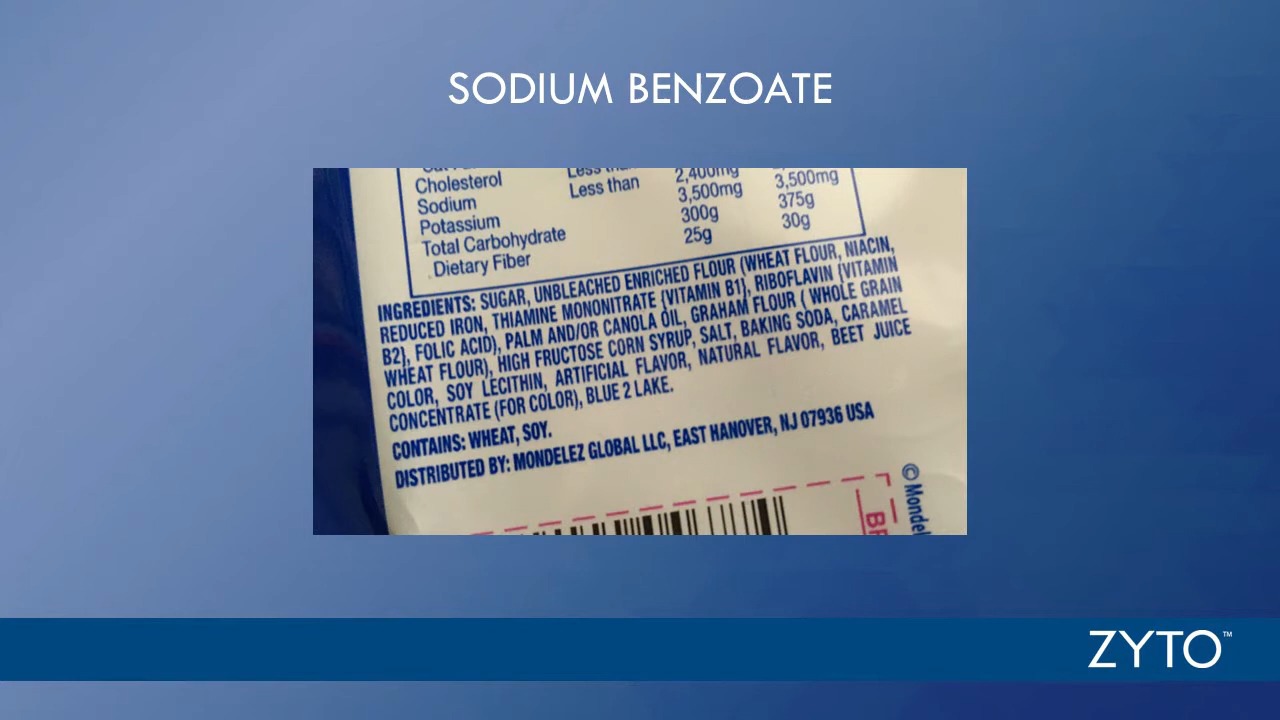 SODIUM BENZOATE
Cholesterol Less than 2,400mg
Sodium Less than 3,500mg 3,500mg
Potassium 300g 375g
Total Carbohydrate 25g 30g
Dietary Fiber
INGREDIENTS: SUGAR, UNBLEACHED ENRICHED FLOUR (WHEAT FLOUR, NIACIN,
REDUCED IRON, THIAMINE MONONITRATE {VITAMIN B1}, RIBOFLAVIN {VITAMIN
B2}, FOLIC ACID), PALM AND/OR CANOLA OIL, GRAHAM FLOUR ( WHOLE GRAIN
WHEAT FLOUR), HIGH FRUCTOSE CORN SYRUP, SALT, BAKING SODA, CARAMEL
COLOR, SOY LECITHIN, ARTIFICIAL FLAVOR, NATURAL FLAVOR, BEET JUICE
CONCENTRATE (FOR COLOR), BLUE 2 LAKE.
CONTAINS: WHEAT, SOY.
DISTRIBUTED BY: MONDELEZ GLOBAL LLC, EAST HANOVER, NJ 07936 USA
© Mondel
ZYTO™